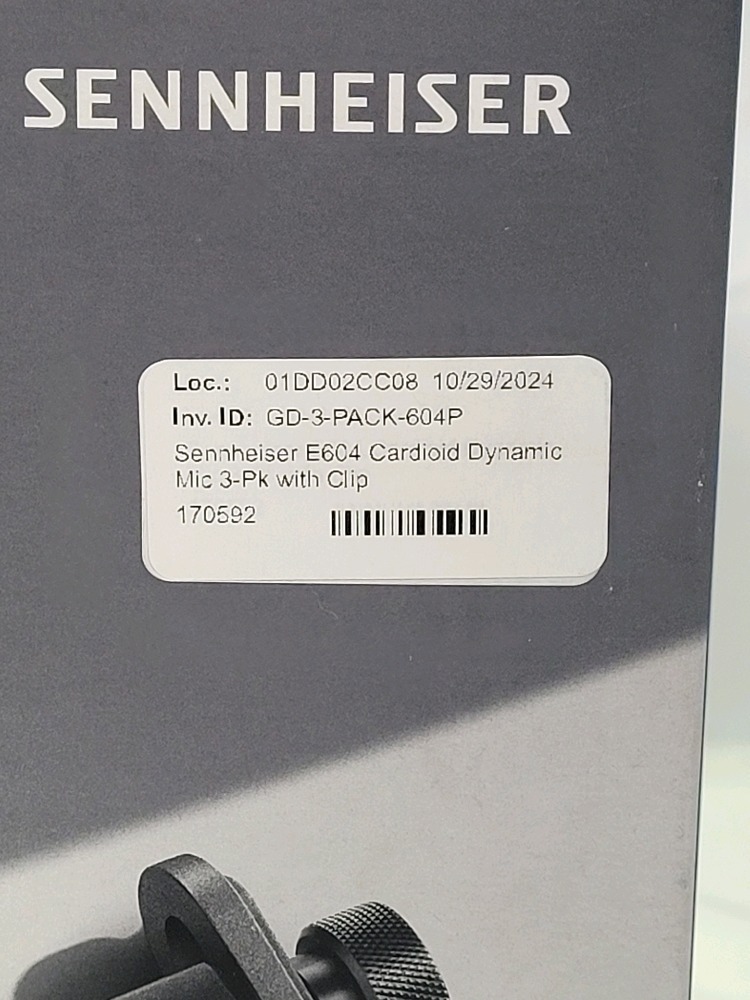 SENNHEISER
Loc.: 01DD02CC08 10/29/2024
Inv. ID: GD-3-PACK-604P
Sennheiser E604 Cardioid Dynamic
Mic 3-Pk with Clip
170592